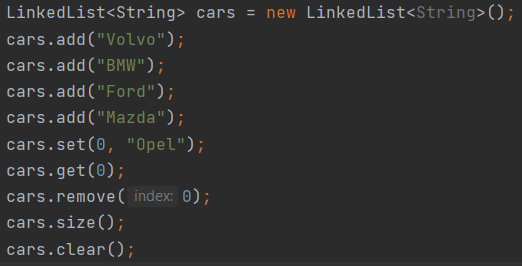 LinkedList<String> cars = new LinkedList<String>();
cars.add("Volvo");
cars.add("BMW");
cars.add("Ford");
cars.add("Mazda");
cars.set(0, "Opel");
cars.get(0);
cars.remove( index: 0);
cars.size();
cars.clear();